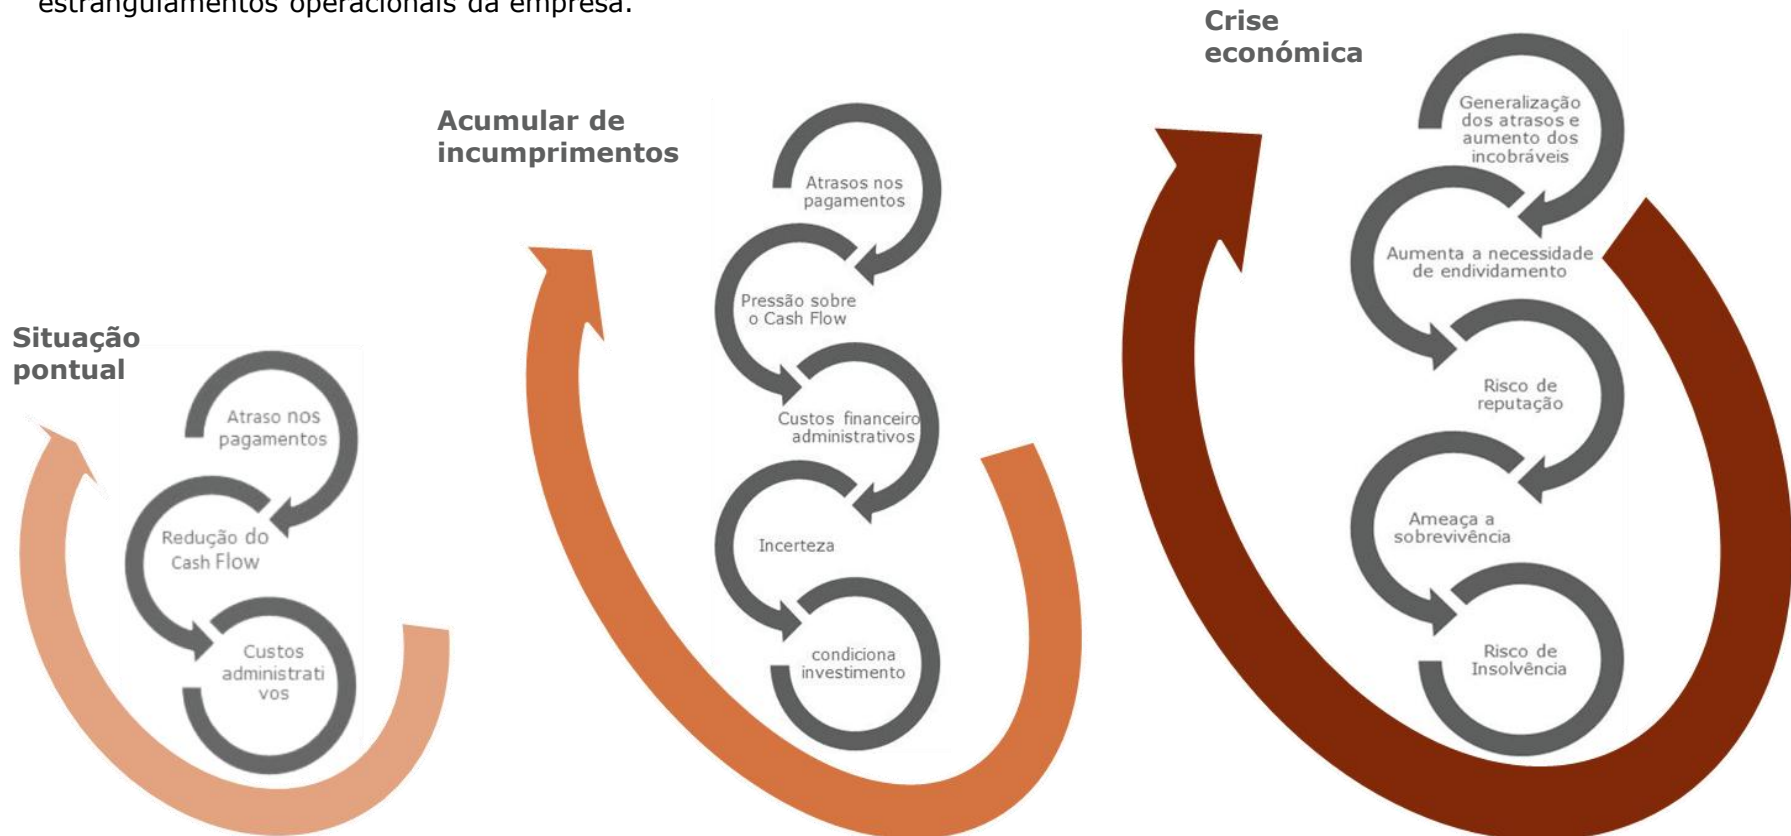 estrangulamentos operacionais da empresa.
Situação
pontual
Atraso nos
pagamentos
Redução do
Cash Flow
Custos
administrati
vos
Acumular de
incumprimentos
Atrasos nos
pagamentos
Pressão sobre
o Cash Flow
Custos financeiro
administrativos
Incerteza
condiciona
investimento
Crise
económica
Generalização
dos atrasos e
aumento dos
incobráveis
Aumenta a necessidade
de endividamento
Risco de
reputação
Ameaça a
sobrevivência
Risco de
Insolvência